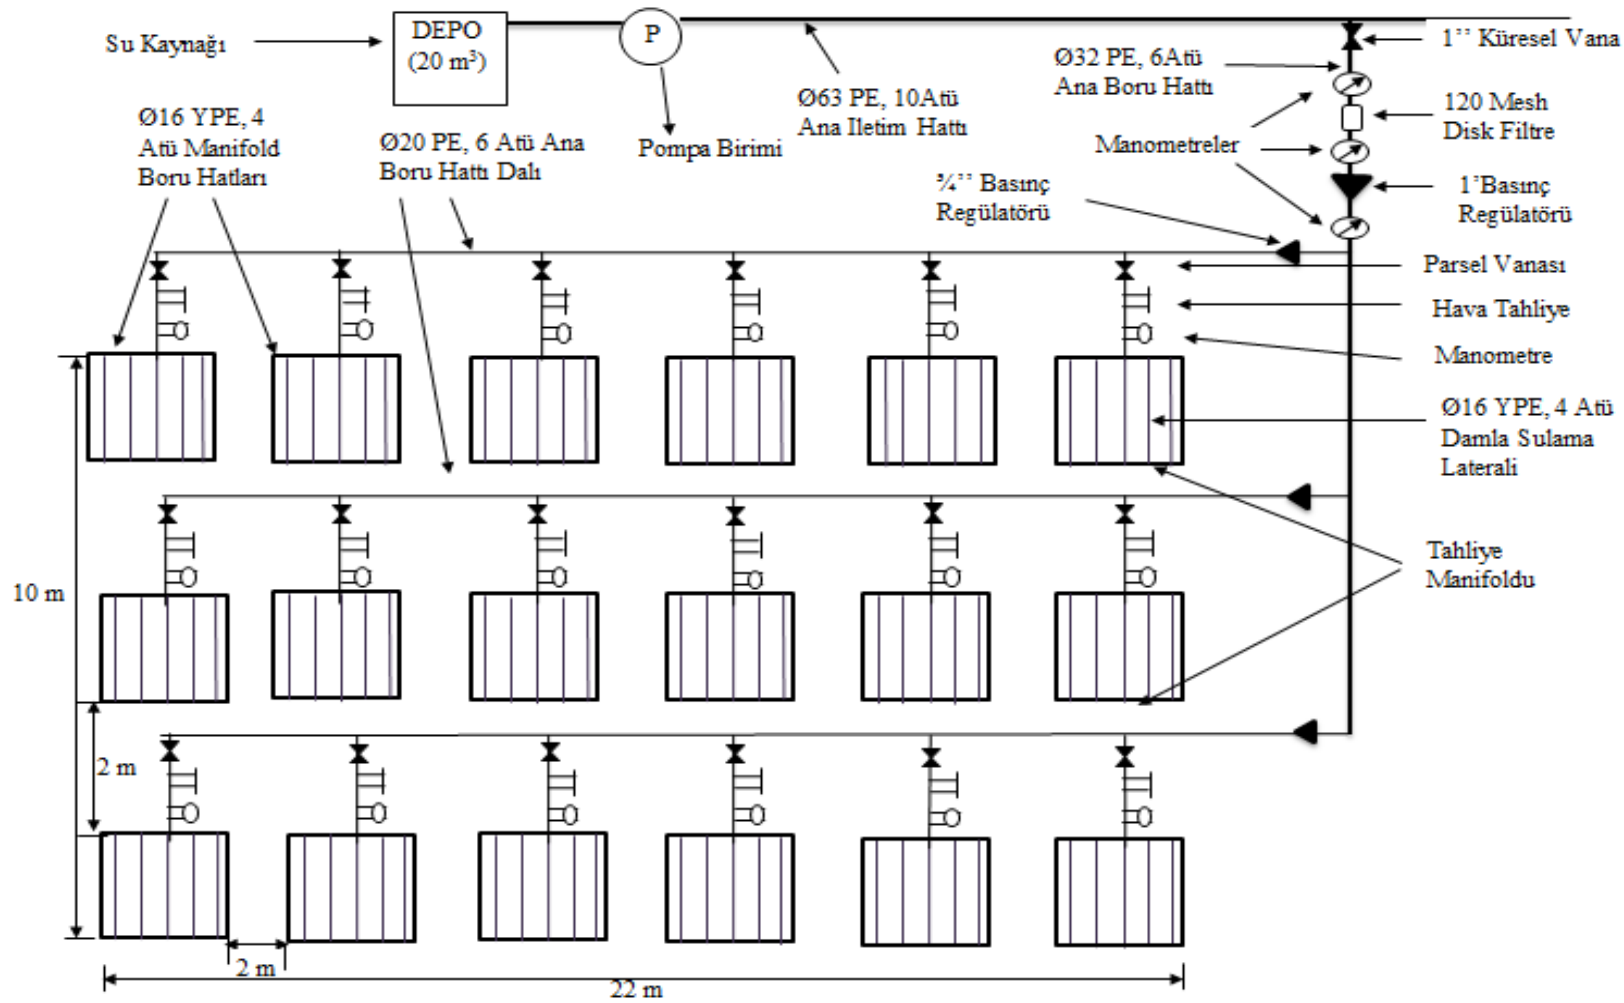 Su Kaynağı
DEPO
(20 m³)
P
1’’ Küresel Vana
Ø32 PE, 6Atü
Ana Boru Hattı
Ø63 PE, 10Atü
Ana Iletim Hattı
120 Mesh
Disk Filtre
Ø16 YPE, 4
Atü Manifold
Boru Hatları
Ø20 PE, 6 Atü Ana
Boru Hattı Dalı
Pompa Birimi
Manometreler
¾’’ Basınç
Regülatörü
1’Basınç
Regülatörü
Parsel Vanası
Hava Tahliye
Manometre
Ø16 YPE, 4 Atü
Damla Sulama
Laterali
Tahliye
Manifoldu
10 m
2 m
2 m
22 m